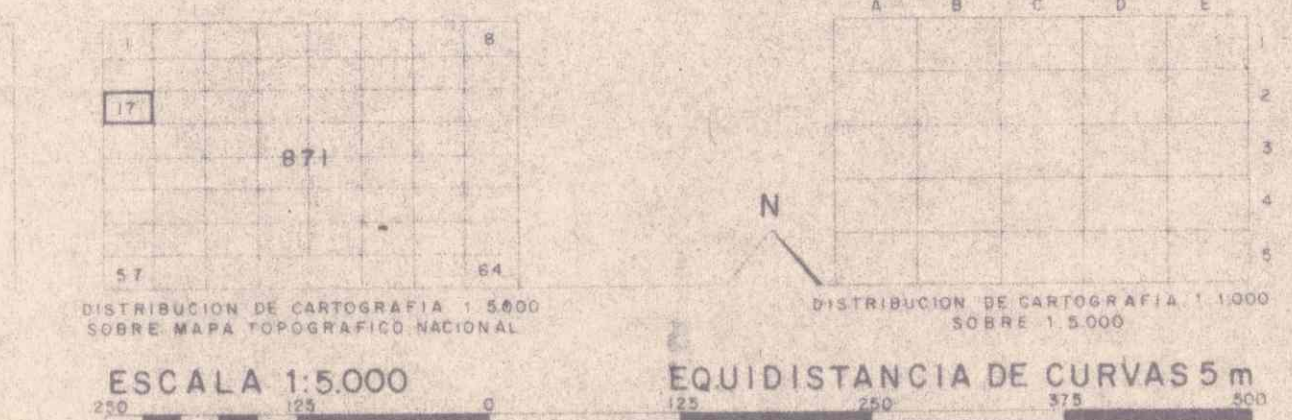 A B C D E
1 8
1
17
2
871
3
N
4
5
57 64
DISTRIBUCION DE CARTOGRAFIA 1:5.000
SOBRE MAPA TOPOGRAFICO NACIONAL
DISTRIBUCION DE CARTOGRAFIA 1:1.000
SOBRE 1:5.000
ESCALA 1:5.000
EQUIDISTANCIA DE CURVAS 5 m
250 125 0 125 250 375 500